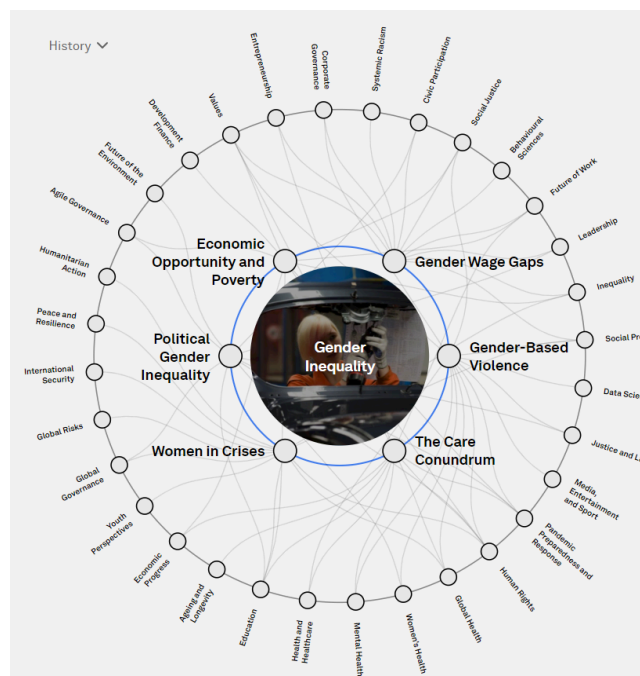 History
Corporate
Governance
Systemic Racism
Civic Participation
Social Justice
Behavioural
Sciences
Future of Work
Leadership
Inequality
Social Pro
Data Scien
Justice and La
Media,
Entertainment
and Sport
Pandemic
Preparedness and
Response
Human Rights
Global Health
Women's Health
Mental Health
Health and
Healthcare
Education
Ageing and
Longevity
Economic
Progress
Youth
Perspectives
Global
Governance
Global Risks
International
Security
Peace and
Resilience
Humanitarian
Action
Agile Governance
Future of the
Environment
Development
Finance
Values
Entrepreneurship
Economic
Opportunity and
Poverty
Gender Wage Gaps
Political
Gender
Inequality
Gender
Inequality
Gender-Based
Violence
Women in Crises
The Care
Conundrum